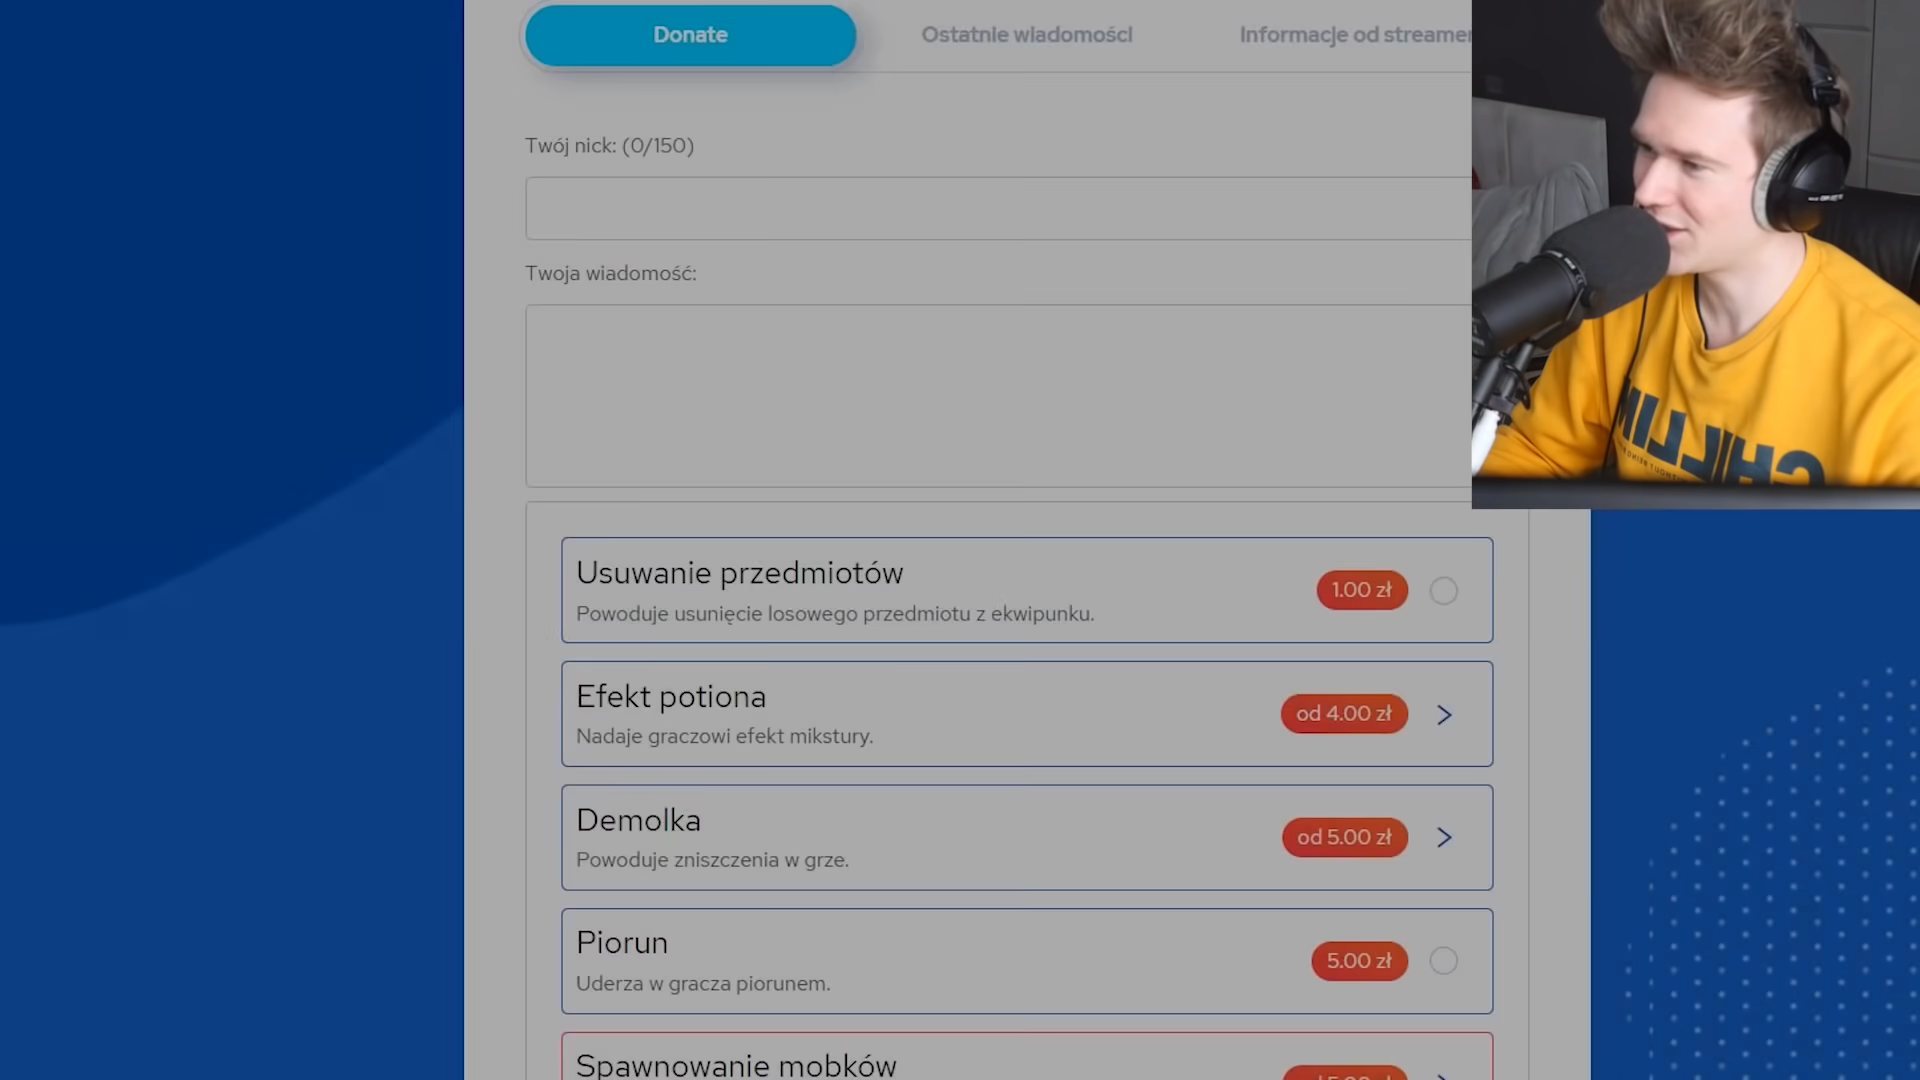 Donate
Ostatnie wiadomości
Informacje od streamer
Twój nick: (0/150)
Twoja wiadomość:
Usuwanie przedmiotów
1.00 zł
Powoduje usunięcie losowego przedmiotu z ekwipunku.
Efekt potiona
od 4.00 zł
Nadaje graczowi efekt mikstury.
Demolka
od 5.00 zł
Powoduje zniszczenia w grze.
Piorun
5.00 zł
Uderza w gracza piorunem.
Spawnowanie mobków